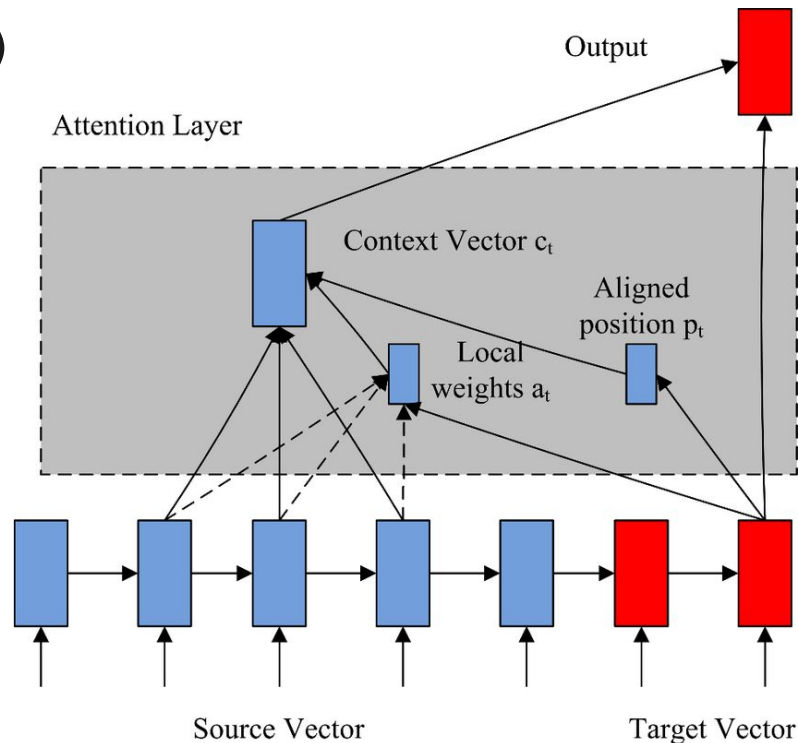 )
Output
Attention Layer
Context Vector cₜ
Aligned
position pₜ
Local
weights aₜ
Source Vector
Target Vector